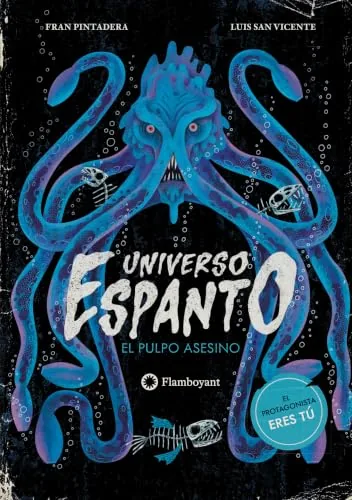 FRAN PINTADERA
LUIS SAN VICENTE
UNIVERSO
ESPANTO
EL PULPO ASESINO
Flamboyant
EL
PROTAGONISTA
ERES TÚ